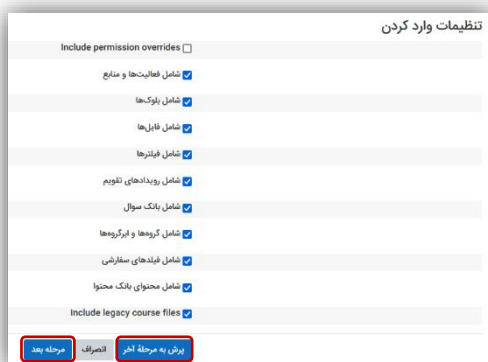 تنظیمات وارد کردن
Include permission overrides
شامل فعالیت‌ها و منابع
شامل بلوک‌ها
شامل فایل‌ها
شامل فیلترها
شامل رویدادهای تقویم
شامل بانک سوال
شامل گروه‌ها و ابرگروه‌ها
شامل فیلدهای سفارشی
شامل محتوای بانک محتوا
Include legacy course files
پرش به مرحلهٔ آخر انصراف مرحله بعد